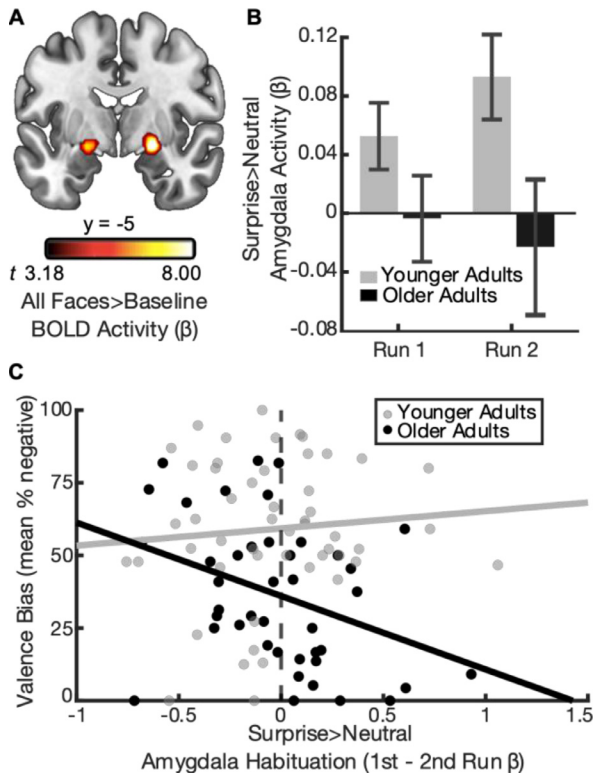 A
y = -5
t 3.18 8.00
All Faces>Baseline
BOLD Activity (β)
B
Surprise>Neutral
Amygdala Activity (β)
0.12
0.08
0.04
0
-0.04
-0.08
Younger Adults
Older Adults
Run 1 Run 2
C
Younger Adults
Older Adults
Valence Bias (mean % negative)
100
75
50
25
0
-1 -0.5 0 0.5 1 1.5
Surprise>Neutral
Amygdala Habituation (1st - 2nd Run β)